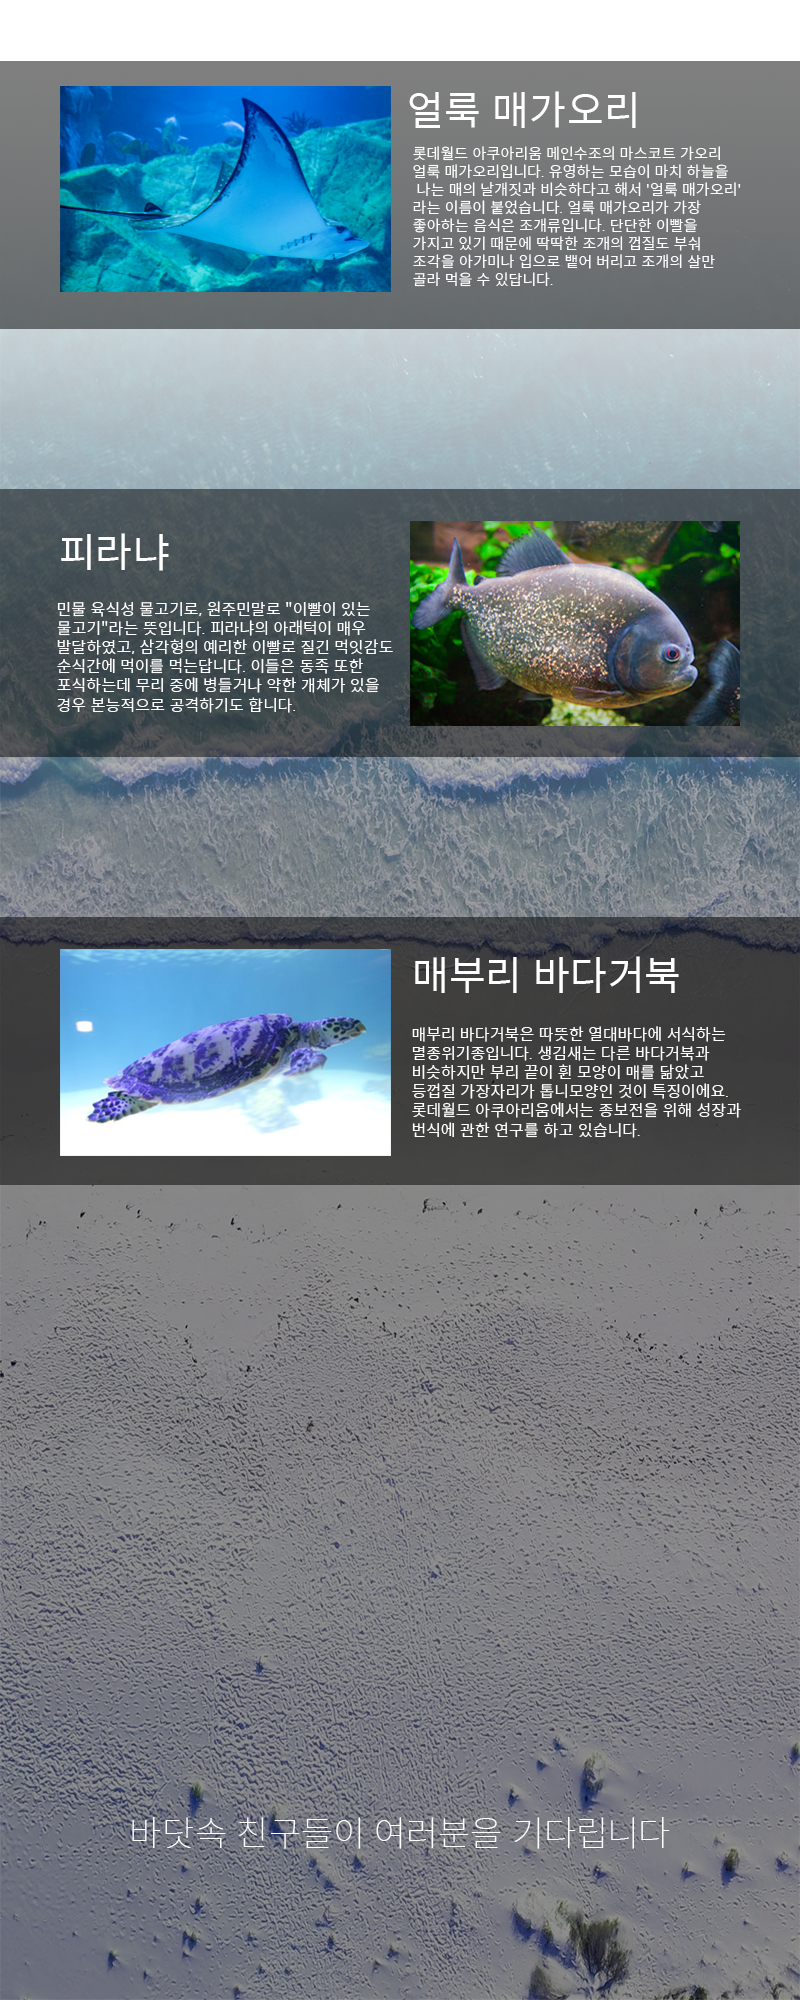 얼룩 매가오리
롯데월드 아쿠아리움 메인수조의 마스코트 가오리
얼룩 매가오리입니다. 유영하는 모습이 마치 하늘을
나는 매의 날개짓과 비슷하다고 해서 '얼룩 매가오리'
라는 이름이 붙었습니다. 얼룩 매가오리가 가장
좋아하는 음식은 조개류입니다. 단단한 이빨을
가지고 있기 때문에 딱딱한 조개의 껍질도 부숴
조각을 아가미나 입으로 뱉어 버리고 조개의 살만
골라 먹을 수 있답니다.
피라냐
민물 육식성 물고기로, 원주민말로 "이빨이 있는
물고기"라는 뜻입니다. 피라냐의 아래턱이 매우
발달하였고, 삼각형의 예리한 이빨로 질긴 먹잇감도
순식간에 먹이를 먹는답니다. 이들은 동족 또한
포식하는데 무리 중에 병들거나 약한 개체가 있을
경우 본능적으로 공격하기도 합니다.
매부리 바다거북
매부리 바다거북은 따뜻한 열대바다에 서식하는
멸종위기종입니다. 생김새는 다른 바다거북과
비슷하지만 부리 끝이 휜 모양이 매를 닮았고
등껍질 가장자리가 톱니모양인 것이 특징이에요.
롯데월드 아쿠아리움에서는 종보전을 위해 성장과
번식에 관한 연구를 하고 있습니다.
바닷속 친구들이 여러분을 기다립니다